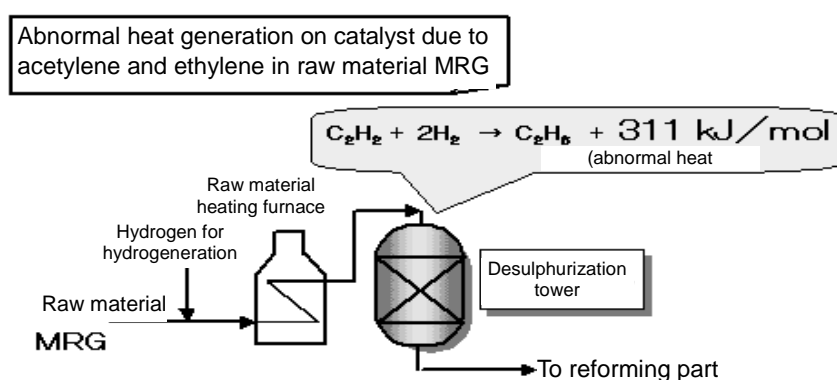 Abnormal heat generation on catalyst due to
acetylene and ethylene in raw material MRG
C₂H₂ + 2H₂ → C₂H₆ + 311 kJ/mol
(abnormal heat
Raw material
heating furnace
Hydrogen for
hydrogeneration
Desulphurization
tower
Raw material
MRG
To reforming part